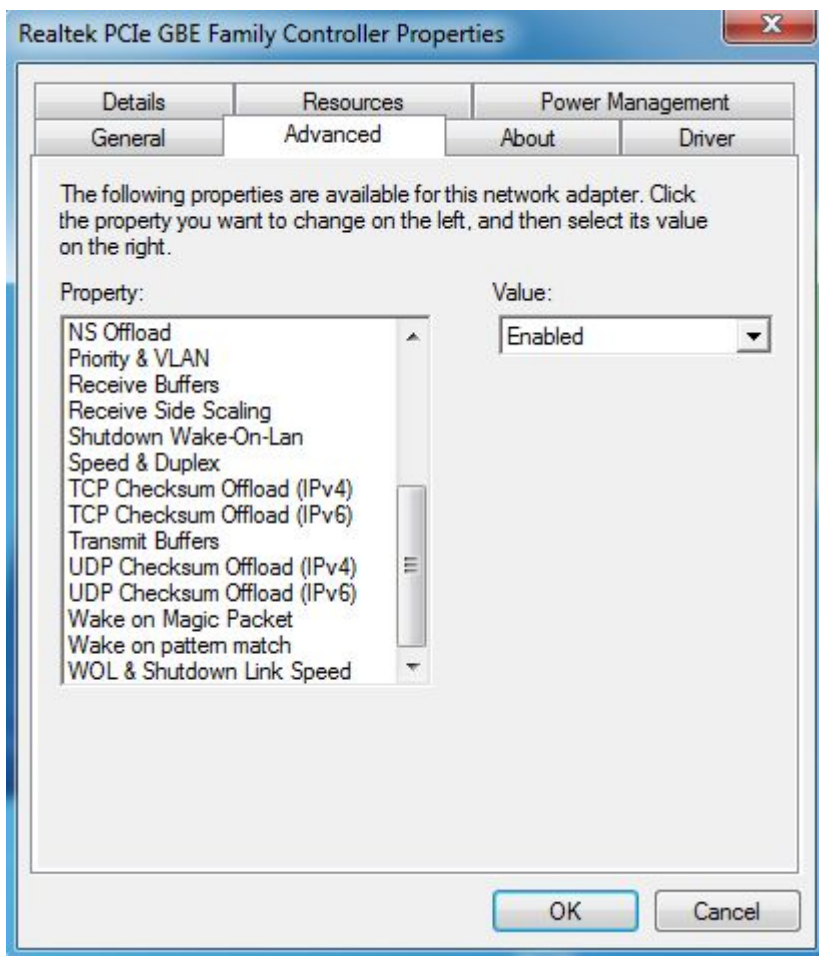 Realtek PCIe GBE Family Controller Properties
Details Resources Power Management
General Advanced About Driver
The following properties are available for this network adapter. Click
the property you want to change on the left, and then select its value
on the right.
Property:
Value:
NS Offload
Priority & VLAN
Receive Buffers
Receive Side Scaling
Shutdown Wake-On-Lan
Speed & Duplex
TCP Checksum Offload (IPv4)
TCP Checksum Offload (IPv6)
Transmit Buffers
UDP Checksum Offload (IPv4)
UDP Checksum Offload (IPv6)
Wake on Magic Packet
Wake on pattern match
WOL & Shutdown Link Speed
Enabled
OK Cancel